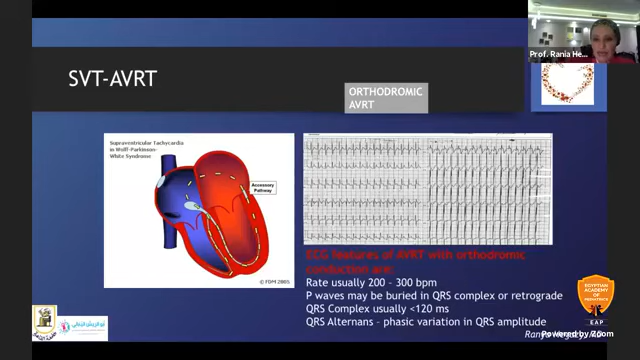 Prof. Rania He...
SVT-AVRT
ORTHODROMIC
AVRT
Supraventricular Tachycardia
in Wolff-Parkinson-
White Syndrome
Accessory
Pathway
© FDM 2005
ECG features of AVRT with orthodromic
conduction are:
Rate usually 200 – 300 bpm
P waves may be buried in QRS complex or retrograde
QRS Complex usually <120 ms
QRS Alternans – phasic variation in QRS amplitude
EGYPTIAN
ACADEMY
OF
PEDIATRICS
EAP
Powered by Zoom